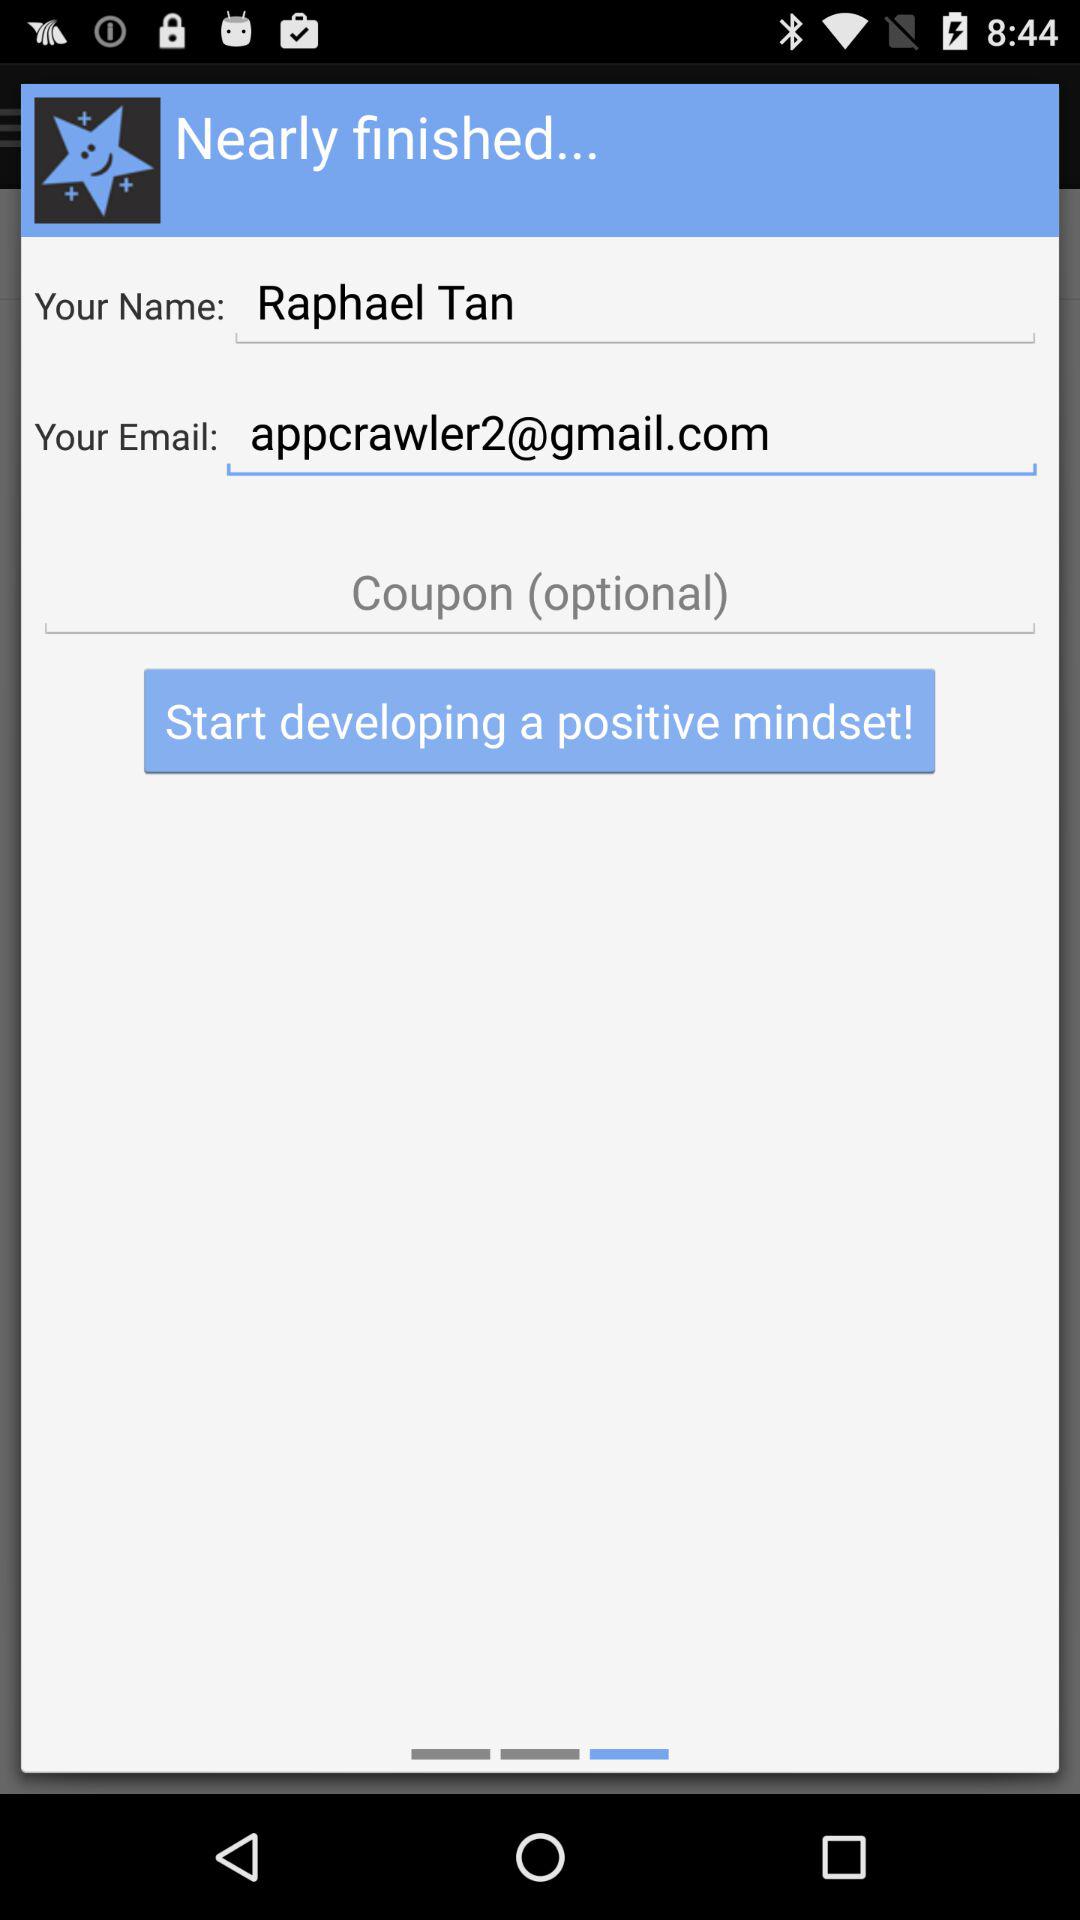 8:44
Nearly finished...
Your Name: Raphael Tan
Your Email: appcrawler2@gmail.com
Coupon (optional)
Start developing a positive mindset!